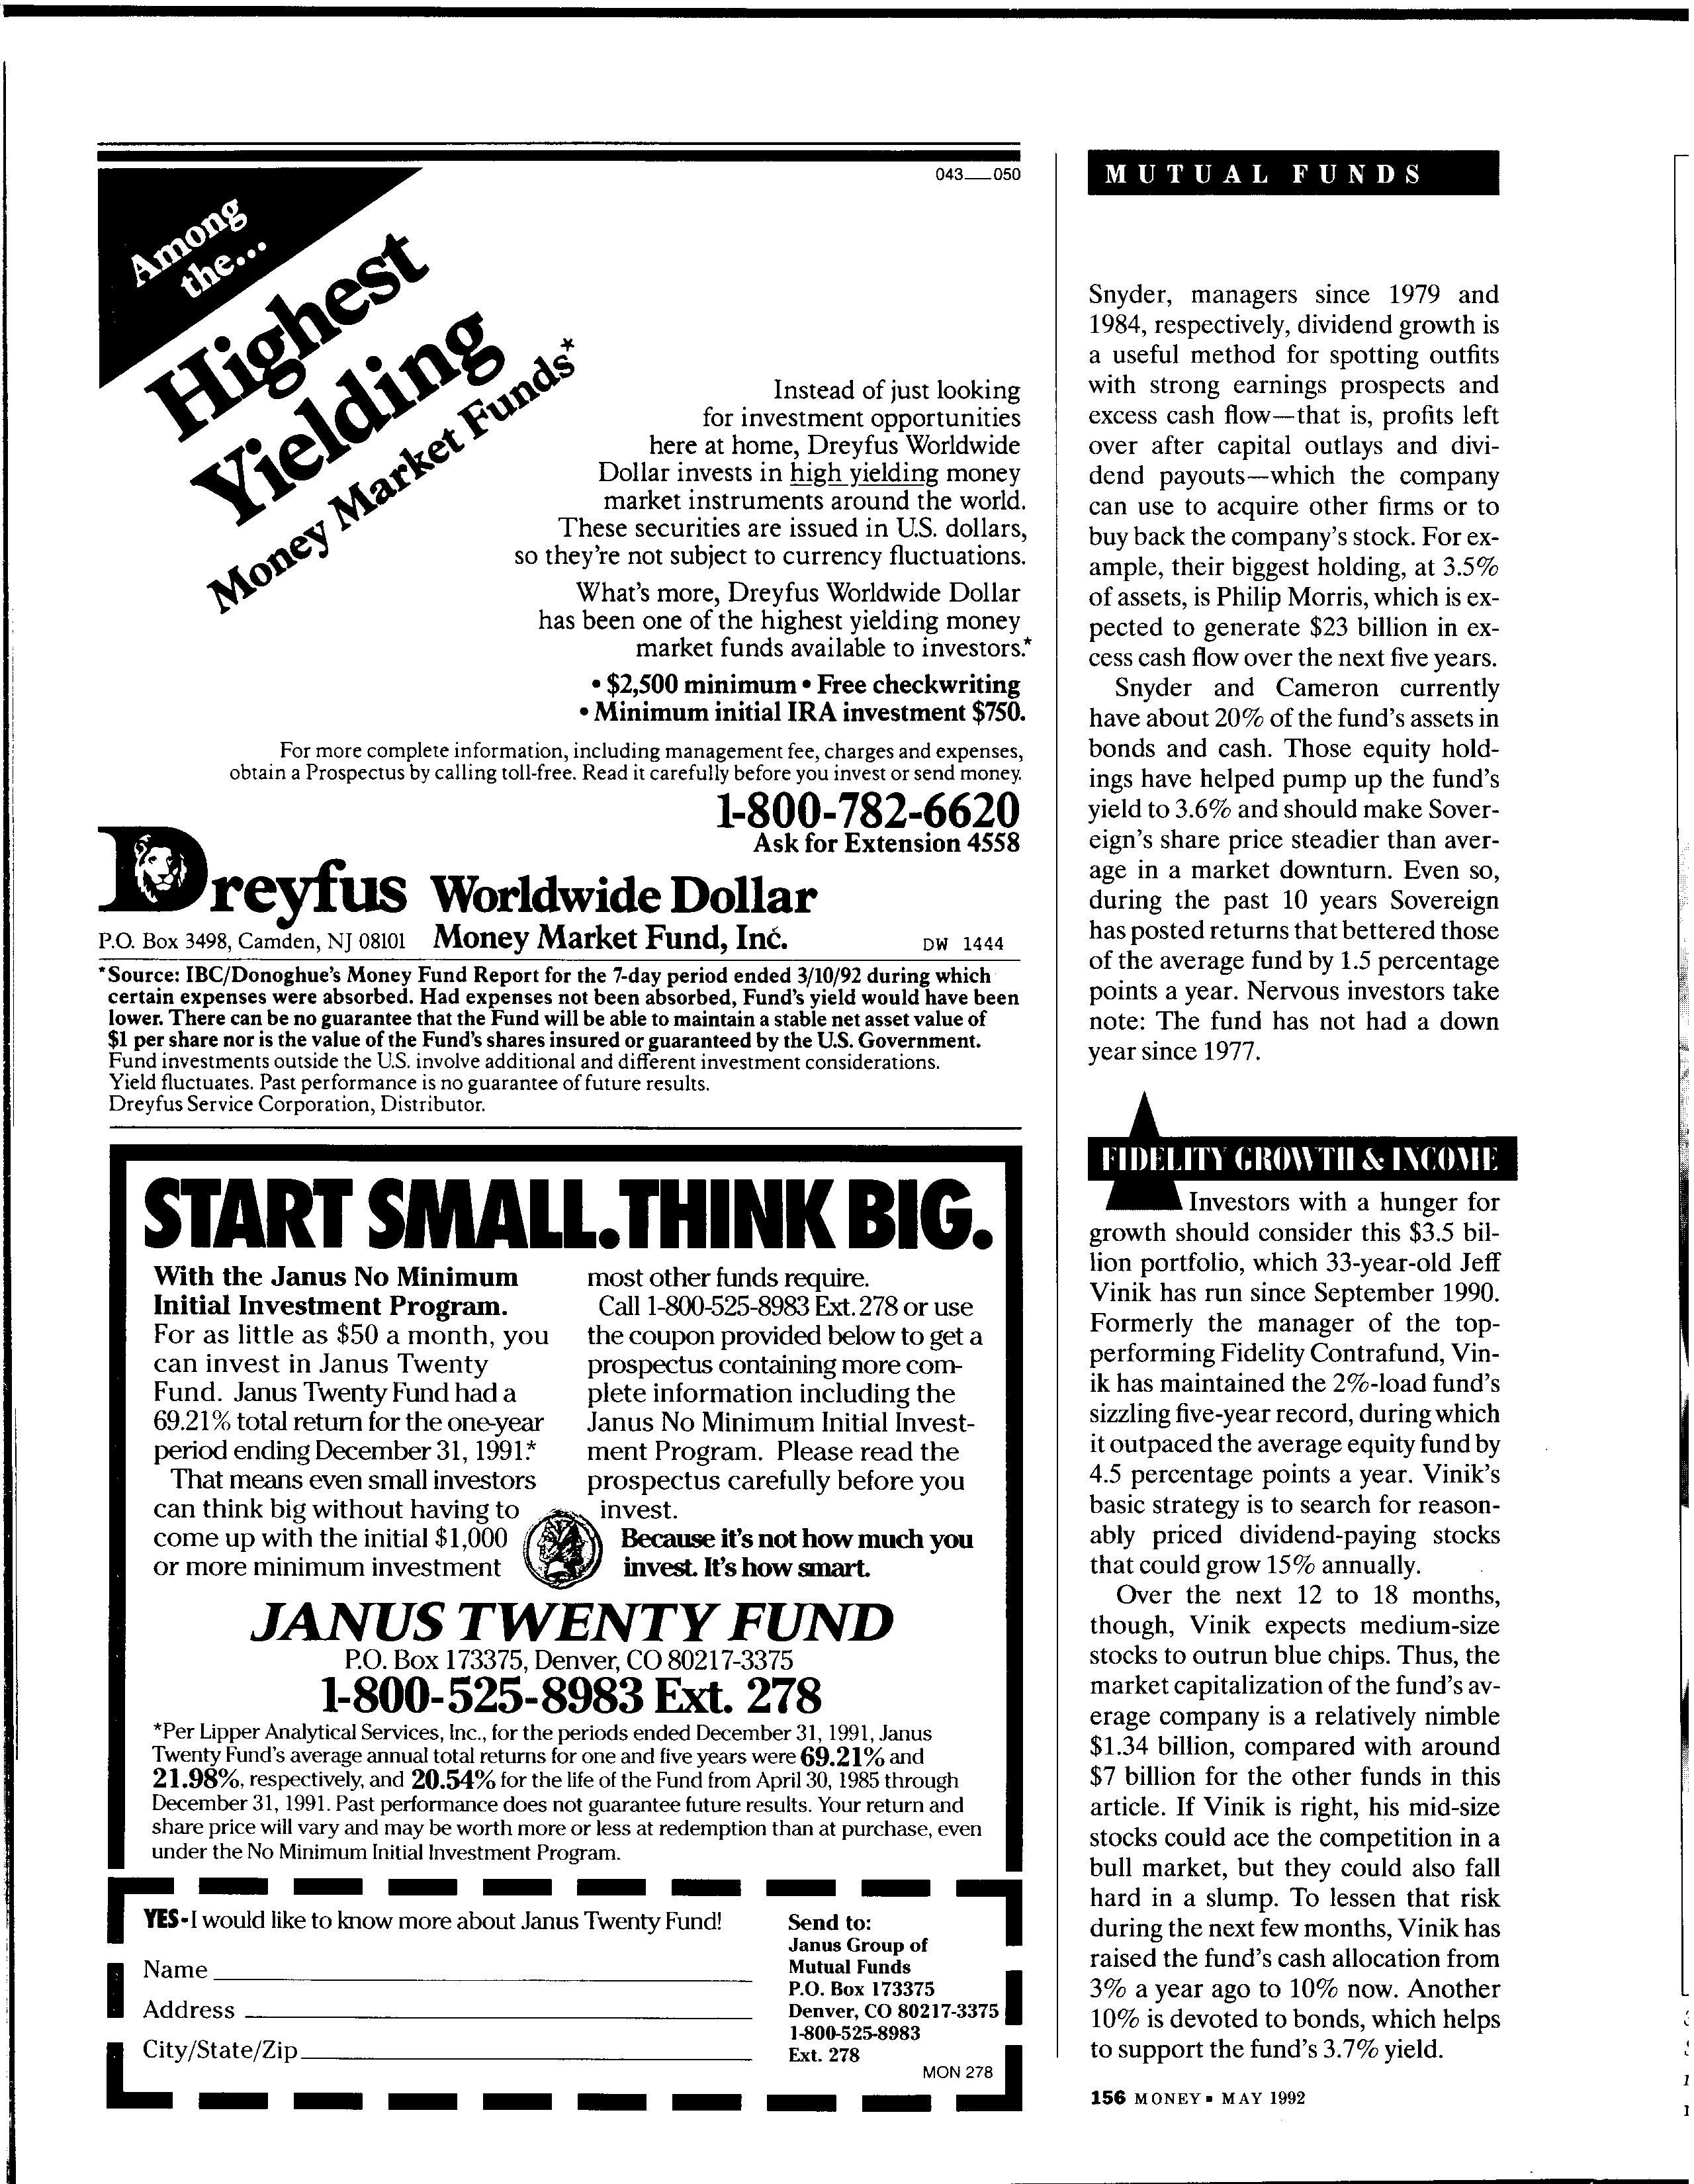 043—050
Among
the...
Highest
Yielding
Money Market Funds*
Instead of just looking
for investment opportunities
here at home, Dreyfus Worldwide
Dollar invests in high yielding money
market instruments around the world.
These securities are issued in U.S. dollars,
so they're not subject to currency fluctuations.
What's more, Dreyfus Worldwide Dollar
has been one of the highest yielding money
market funds available to investors.*
• $2,500 minimum • Free checkwriting
• Minimum initial IRA investment $750.
For more complete information, including management fee, charges and expenses,
obtain a Prospectus by calling toll-free. Read it carefully before you invest or send money.
1-800-782-6620
Ask for Extension 4558
Dreyfus Worldwide Dollar
P.O. Box 3498, Camden, NJ 08101 Money Market Fund, Inc. DW 1444
*Source: IBC/Donoghue's Money Fund Report for the 7-day period ended 3/10/92 during which
certain expenses were absorbed. Had expenses not been absorbed, Fund's yield would have been
lower. There can be no guarantee that the Fund will be able to maintain a stable net asset value of
$1 per share nor is the value of the Fund's shares insured or guaranteed by the U.S. Government.
Fund investments outside the U.S. involve additional and different investment considerations.
Yield fluctuates. Past performance is no guarantee of future results.
Dreyfus Service Corporation, Distributor.
START SMALL. THINK BIG.
With the Janus No Minimum
Initial Investment Program.
For as little as $50 a month, you
can invest in Janus Twenty
Fund. Janus Twenty Fund had a
69.21% total return for the one-year
period ending December 31, 1991.*
That means even small investors
can think big without having to
come up with the initial $1,000
or more minimum investment
most other funds require.
Call 1-800-525-8983 Ext. 278 or use
the coupon provided below to get a
prospectus containing more com-
plete information including the
Janus No Minimum Initial Invest-
ment Program. Please read the
prospectus carefully before you
invest.
Because it's not how much you
invest. It's how smart.
JANUS TWENTY FUND
P.O. Box 173375, Denver, CO 80217-3375
1-800-525-8983 Ext. 278
*Per Lipper Analytical Services, Inc., for the periods ended December 31, 1991, Janus
Twenty Fund's average annual total returns for one and five years were 69.21% and
21.98%, respectively, and 20.54% for the life of the Fund from April 30, 1985 through
December 31, 1991. Past performance does not guarantee future results. Your return and
share price will vary and may be worth more or less at redemption than at purchase, even
under the No Minimum Initial Investment Program.
YES-I would like to know more about Janus Twenty Fund!
Name
Address
City/State/Zip
Send to:
Janus Group of
Mutual Funds
P.O. Box 173375
Denver, CO 80217-3375
1-800-525-8983
Ext. 278
MON 278
MUTUAL FUNDS
Snyder, managers since 1979 and
1984, respectively, dividend growth is
a useful method for spotting outfits
with strong earnings prospects and
excess cash flow—that is, profits left
over after capital outlays and divi-
dend payouts—which the company
can use to acquire other firms or to
buy back the company's stock. For ex-
ample, their biggest holding, at 3.5%
of assets, is Philip Morris, which is ex-
pected to generate $23 billion in ex-
cess cash flow over the next five years.
Snyder and Cameron currently
have about 20% of the fund's assets in
bonds and cash. Those equity hold-
ings have helped pump up the fund's
yield to 3.6% and should make Sover-
eign's share price steadier than aver-
age in a market downturn. Even so,
during the past 10 years Sovereign
has posted returns that bettered those
of the average fund by 1.5 percentage
points a year. Nervous investors take
note: The fund has not had a down
year since 1977.
FIDELITY GROWTH & INCOME
Investors with a hunger for
growth should consider this $3.5 bil-
lion portfolio, which 33-year-old Jeff
Vinik has run since September 1990.
Formerly the manager of the top-
performing Fidelity Contrafund, Vin-
ik has maintained the 2%-load fund's
sizzling five-year record, during which
it outpaced the average equity fund by
4.5 percentage points a year. Vinik's
basic strategy is to search for reason-
ably priced dividend-paying stocks
that could grow 15% annually.
Over the next 12 to 18 months,
though, Vinik expects medium-size
stocks to outrun blue chips. Thus, the
market capitalization of the fund's av-
erage company is a relatively nimble
$1.34 billion, compared with around
$7 billion for the other funds in this
article. If Vinik is right, his mid-size
stocks could ace the competition in a
bull market, but they could also fall
hard in a slump. To lessen that risk
during the next few months, Vinik has
raised the fund's cash allocation from
3% a year ago to 10% now. Another
10% is devoted to bonds, which helps
to support the fund's 3.7% yield.
156 MONEY ▪ MAY 1992